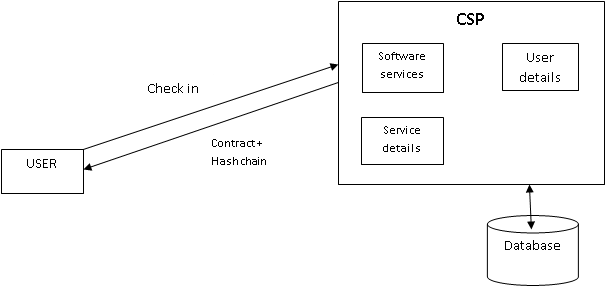 CSP
Software
services
User
details
Check in
Service
details
Contract+
Hashchain
USER
Database